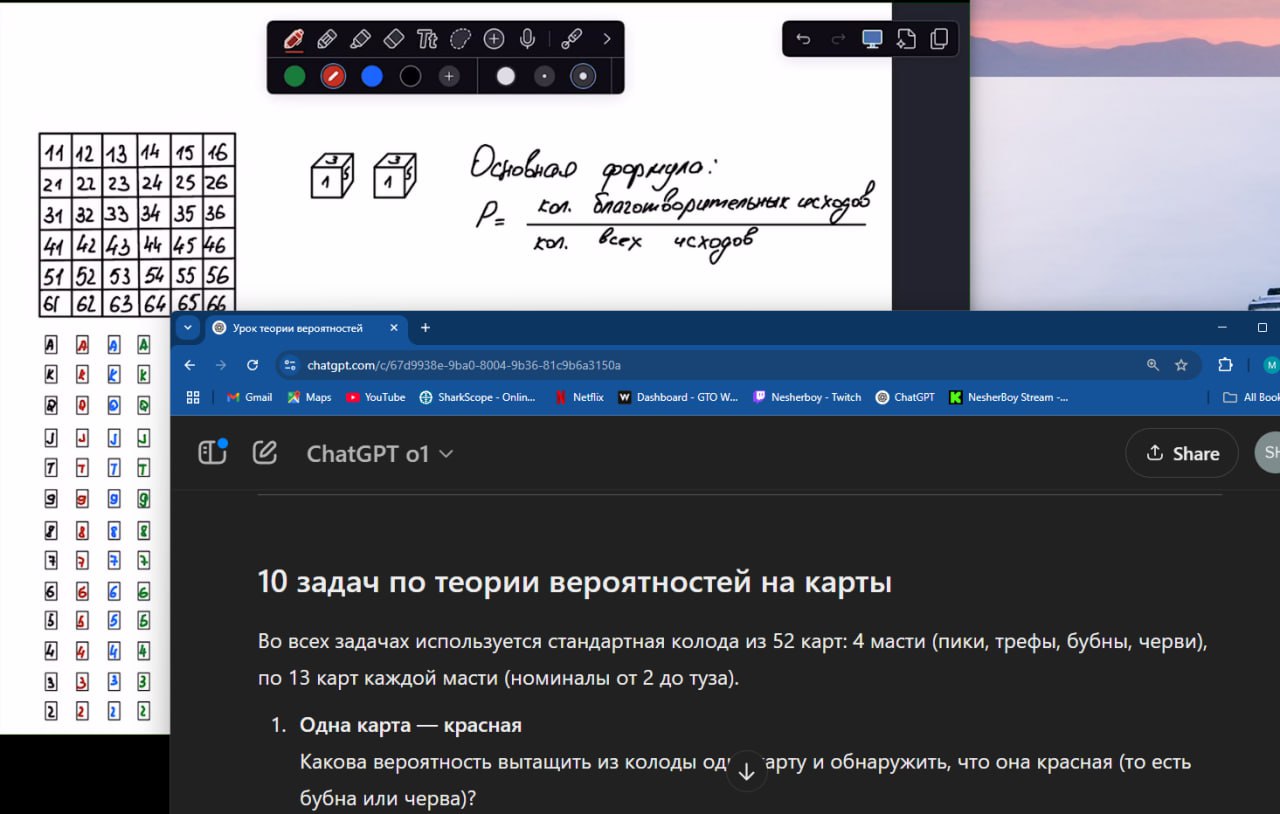 Основная формула:
P= кол. благотворительных исходов
кол. всех исходов
11 12 13 14 15 16
21 22 23 24 25 26
31 32 33 34 35 36
41 42 43 44 45 46
51 52 53 54 55 56
61 62 63 64 65 66
3 3
1 5 1 5
A A A A
K K K K
Q Q Q Q
J J J J
T T T T
9 9 9 9
8 8 8 8
7 7 7 7
6 6 6 6
5 5 5 5
4 4 4 4
3 3 3 3
2 2 2 2
Tt
Урок теории вероятностей
chatgpt.com/c/67d9938e-9ba0-8004-9b36-81c9b6a3150a
M
Gmail Maps YouTube SharkScope - Onlin... Netflix Dashboard - GTO W... Nesherboy - Twitch ChatGPT NesherBoy Stream -... All Book
ChatGPT o1 Share SH
10 задач по теории вероятностей на карты
Во всех задачах используется стандартная колода из 52 карт: 4 масти (пики, трефы, бубны, черви),
по 13 карт каждой масти (номиналы от 2 до туза).
1. Одна карта — красная
Какова вероятность вытащить из колоды одну карту и обнаружить, что она красная (то есть
бубна или черва)?